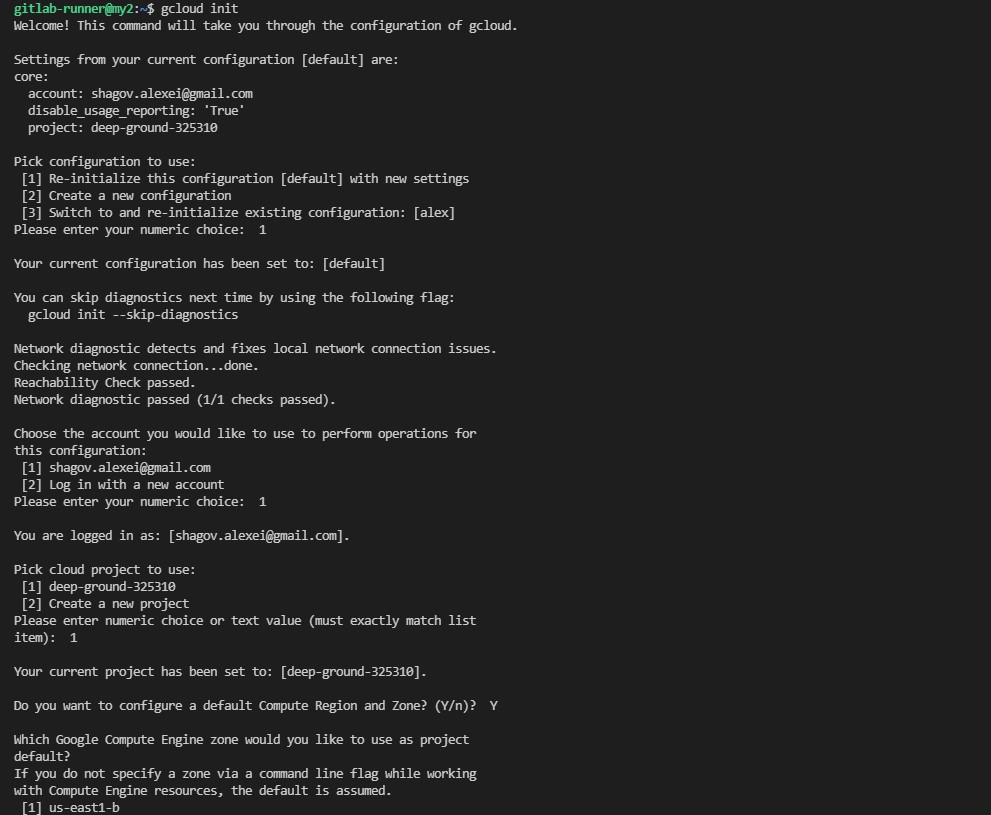 gitlab-runner@my2:~$ gcloud init
Welcome! This command will take you through the configuration of gcloud.
Settings from your current configuration [default] are:
core:
account: shagov.alexei@gmail.com
disable_usage_reporting: 'True'
project: deep-ground-325310
Pick configuration to use:
[1] Re-initialize this configuration [default] with new settings
[2] Create a new configuration
[3] Switch to and re-initialize existing configuration: [alex]
Please enter your numeric choice:  1
Your current configuration has been set to: [default]
You can skip diagnostics next time by using the following flag:
gcloud init --skip-diagnostics
Network diagnostic detects and fixes local network connection issues.
Checking network connection...done.
Reachability Check passed.
Network diagnostic passed (1/1 checks passed).
Choose the account you would like to use to perform operations for
this configuration:
[1] shagov.alexei@gmail.com
[2] Log in with a new account
Please enter your numeric choice:  1
You are logged in as: [shagov.alexei@gmail.com].
Pick cloud project to use:
[1] deep-ground-325310
[2] Create a new project
Please enter numeric choice or text value (must exactly match list
item):  1
Your current project has been set to: [deep-ground-325310].
Do you want to configure a default Compute Region and Zone? (Y/n)?  Y
Which Google Compute Engine zone would you like to use as project
default?
If you do not specify a zone via a command line flag while working
with Compute Engine resources, the default is assumed.
[1] us-east1-b